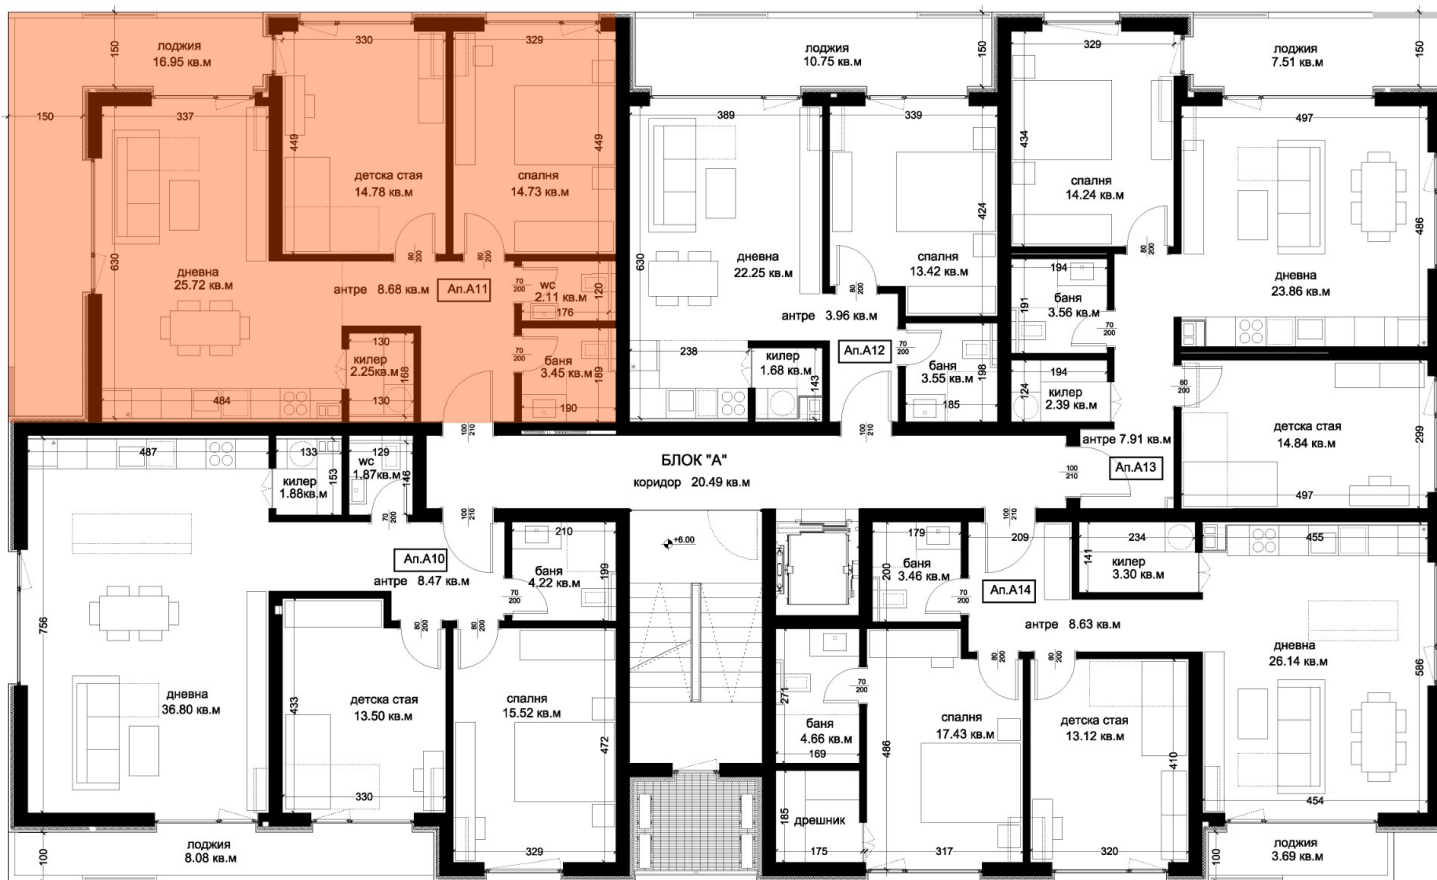 150
лоджия
16.95 кв.м
330
329
лоджия
10.75 кв.м
150
329
лоджия
7.51 кв.м
150
150
337
449
детска стая
14.78 кв.м
449
спалня
14.73 кв.м
389
339
434
спалня
14.24 кв.м
497
486
630
дневна
25.72 кв.м
антре 8.68 кв.м
Ап.А11
80
200
80
200
70
200
wc
2.11 кв.м
176
120
630
дневна
22.25 кв.м
спалня
13.42 кв.м
424
80
200
антре 3.96 кв.м
80
200
194
баня
3.56 кв.м
191
70
200
дневна
23.86 кв.м
130
килер
2.25кв.м
168
130
484
70
200
баня
3.45 кв.м
189
190
238
килер
1.68 кв.м
143
Ап.А12
70
200
баня
3.55 кв.м
198
185
194
124
килер
2.39 кв.м
80
200
детска стая
14.84 кв.м
299
497
100
210
100
210
антре 7.91 кв.м
Ап.А13
100
210
БЛОК "А"
коридор 20.49 кв.м
487
133
килер
1.88кв.м
153
129
wc
1.87кв.м
146
70
200
100
210
100
210
Ап.А10
антре 8.47 кв.м
210
баня
4.22 кв.м
199
70
200
+6.00
179
баня
3.46 кв.м
200
70
200
209
Ап.А14
антре 8.63 кв.м
234
141
килер
3.30 кв.м
455
756
дневна
36.80 кв.м
80
200
80
200
433
детска стая
13.50 кв.м
330
спалня
15.52 кв.м
472
329
271
баня
4.66 кв.м
169
70
200
486
спалня
17.43 кв.м
317
80
200
80
200
детска стая
13.12 кв.м
410
320
дневна
26.14 кв.м
586
454
185
дрешник
175
100
лоджия
8.08 кв.м
100
лоджия
3.69 кв.м